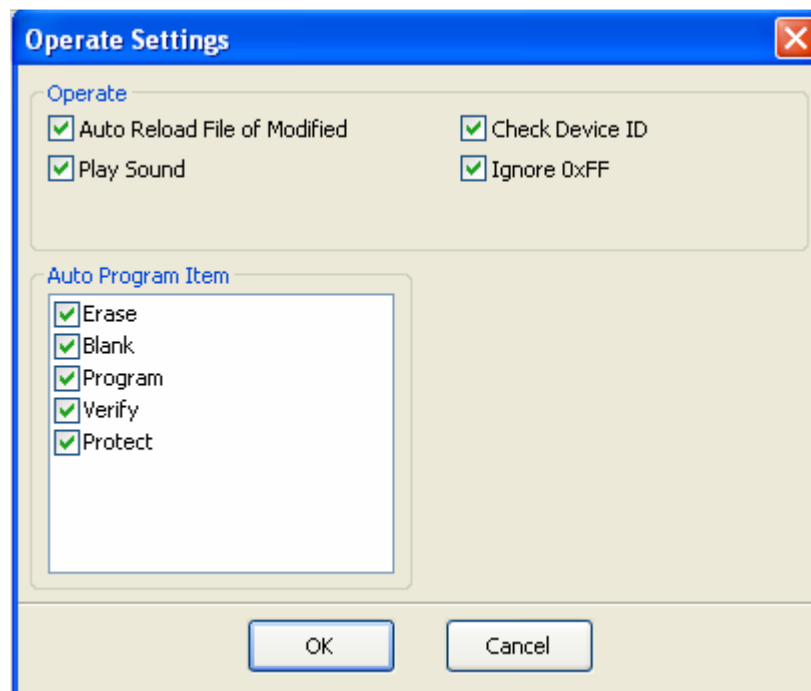 Operate Settings
Operate
Auto Reload File of Modified
Check Device ID
Play Sound
Ignore 0xFF
Auto Program Item
Erase
Blank
Program
Verify
Protect
OK
Cancel